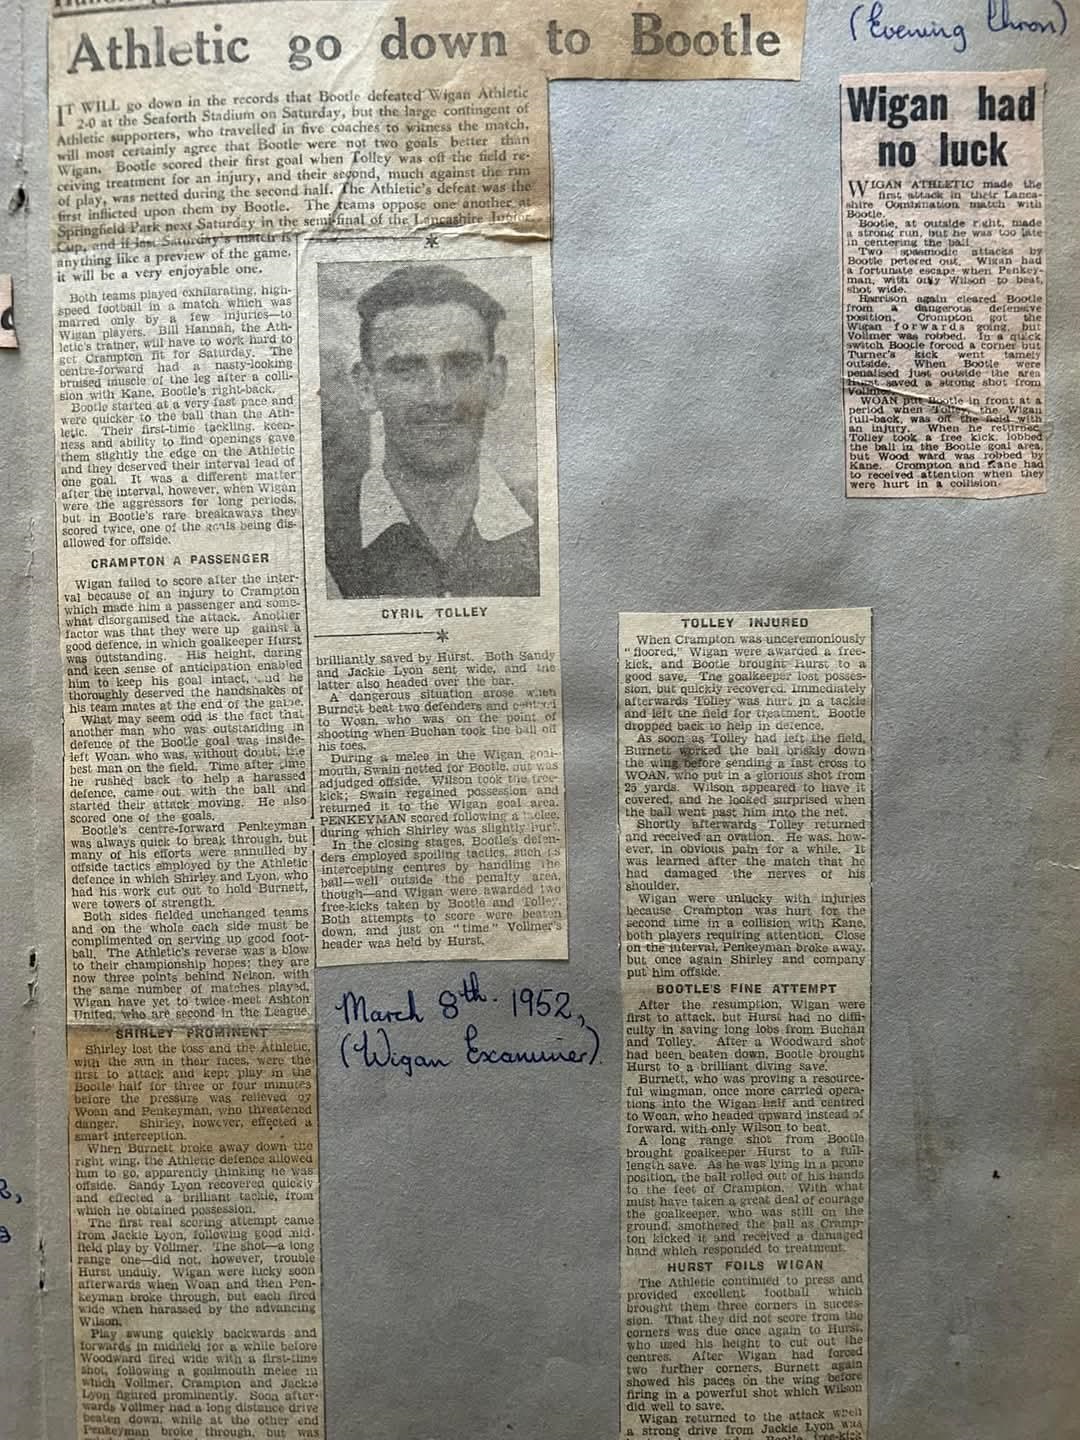 Athletic go down to Bootle
IT WILL go down in the records that Bootle defeated Wigan Athletic
2-0 at the Seaforth Stadium on Saturday, but the large contingent of
Athletic supporters, who travelled in five coaches to witness the match,
will most certainly agree that Bootle were not two goals better than
Wigan. Bootle scored their first goal when Tolley was off the field re-
ceiving treatment for an injury, and their second, much against the run
of play, was netted during the second half. The Athletic's defeat was the
first inflicted upon them by Bootle. The teams oppose one another at
Springfield Park next Saturday in the semi-final of the Lancashire Junior
Cup, and if last Saturday's match is
anything like a preview of the game,
it will be a very enjoyable one.
Both teams played exhilarating, high-
speed football in a match which was
marred only by a few injuries—to
Wigan players. Bill Hannah, the Ath-
letic's trainer, will have to work hard to
get Crampton fit for Saturday. The
centre-forward had a nasty-looking
bruised muscle of the leg after a colli-
sion with Kane, Bootle's right-back.
Bootle started at a very fast pace and
were quicker to the ball than the Ath-
letic. Their first-time tackling, keen-
ness and ability to find openings gave
them slightly the edge on the Athletic
and they deserved their interval lead of
one goal. It was a different matter
after the interval, however, when Wigan
were the aggressors for long periods,
but in Bootle's rare breakaways they
scored twice, one of the goals being dis-
allowed for offside.
CRAMPTON A PASSENGER
Wigan failed to score after the inter-
val because of an injury to Crampton
which made him a passenger and some-
what disorganised the attack. Another
factor was that they were up against a
good defence, in which goalkeeper Hurst
was outstanding. His height, daring
and keen sense of anticipation enabled
him to keep his goal intact, and he
thoroughly deserved the handshakes of
his team mates at the end of the game.
What may seem odd is the fact that
another man who was outstanding in
defence of the Bootle goal was inside-
left Woan, who was, without doubt, the
best man on the field. Time after time
he rushed back to help a harassed
defence, came out with the ball and
started their attack moving. He also
scored one of the goals.
Bootle's centre-forward Penkeyman
was always quick to break through, but
many of his efforts were nullied by
offside tactics employed by the Athletic
defence in which Shirley and Lyon, who
had his work cut out to hold Burnett,
were towers of strength.
Both sides fielded unchanged teams
and on the whole each side must be
complimented on serving up good foot-
ball. The Athletic's reverse was a blow
to their championship hopes; they are
now three points behind Nelson, with
the same number of matches played.
Wigan have yet to twice meet Ashton
United, who are second in the League.
SHIRLEY PROMINENT
Shirley lost the toss and the Athletic,
with the sun in their faces, were the
first to attack and kept play in the
Bootle half for three or four minutes
before the pressure was relieved by
Woan and Penkeyman, who threatened
danger. Shirley, however, effected a
smart interception.
When Burnett broke away down the
right wing, the Athletic defence allowed
him to go, apparently thinking he was
offside. Sandy Lyon recovered quickly
and effected a brilliant tackle, from
which he obtained possession.
The first real scoring attempt came
from Jackie Lyon, following good mid-
field play by Vollmer. The shot—a long
range one—did not, however, trouble
Hurst unduly. Wigan were lucky soon
afterwards when Woan and then Pen-
keyman broke through, but each fired
wide when harassed by the advancing
Wilson.
Play swung quickly backwards and
forwards in midfield for a while before
Woodward fired wide with a first-time
shot, following a goalmouth melee in
which Vollmer, Crampton and Jackie
Lyon figured prominently. Soon after-
wards Vollmer had a long distance drive
beaten down, while at the other end
Penkeyman broke through, but was
CYRIL TOLLEY
brilliantly saved by Hurst. Both Sandy
and Jackie Lyon sent wide, and the
latter also headed over the bar.
A dangerous situation arose when
Burnett beat two defenders and centred
to Woan, who was on the point of
shooting when Buchan took the ball off
his toes.
During a melee in the Wigan goal-
mouth, Swain netted for Bootle, but was
adjudged offside. Wilson took the free-
kick; Swain regained possession and
returned it to the Wigan goal area.
PENKEYMAN scored following a melee,
during which Shirley was slightly hurt.
In the closing stages, Bootle's defen-
ders employed spoiling tactics, such as
intercepting centres by handling the
ball—well outside the penalty area,
though—and Wigan were awarded two
free-kicks taken by Bootle and Tolley.
Both attempts to score were beaten
down, and just on "time" Vollmer's
header was held by Hurst.
March 8th. 1952,
(Wigan Examiner).
TOLLEY INJURED
When Crampton was unceremoniously
"floored," Wigan were awarded a free-
kick, and Bootle brought Hurst to a
good save. The goalkeeper lost posses-
sion, but quickly recovered. Immediately
afterwards Tolley was hurt in a tackle
and left the field for treatment. Bootle
dropped back to help in defence.
As soon as Tolley had left the field,
Burnett worked the ball briskly down
the wing before sending a fast cross to
WOAN, who put in a glorious shot from
25 yards. Wilson appeared to have it
covered, and he looked surprised when
the ball went past him into the net.
Shortly afterwards Tolley returned
and received an ovation. He was, how-
ever, in obvious pain for a while. It
was learned after the match that he
had damaged the nerves of his
shoulder.
Wigan were unlucky with injuries
because Crampton was hurt for the
second time in a collision with Kane,
both players requiring attention. Close
on the interval, Penkeyman broke away,
but once again Shirley and company
put him offside.
BOOTLE'S FINE ATTEMPT
After the resumption, Wigan were
first to attack, but Hurst had no diffi-
culty in saving long lobs from Buchan
and Tolley. After a Woodward shot
had been beaten down, Bootle brought
Hurst to a brilliant diving save.
Burnett, who was proving a resource-
ful wingman, once more carried opera-
tions into the Wigan half and centred
to Woan, who headed upward instead of
forward, with only Wilson to beat.
A long range shot from Bootle
brought goalkeeper Hurst to a full-
length save. As he was lying in a prone
position, the ball rolled out of his hands
to the feet of Crampton. With what
must have taken a great deal of courage
the goalkeeper, who was still on the
ground, smothered the ball as Cramp-
ton kicked it and received a damaged
hand which responded to treatment.
HURST FOILS WIGAN
The Athletic continued to press and
provided excellent football which
brought them three corners in succes-
sion. That they did not score from the
corners was due once again to Hurst,
who used his height to cut out the
centres. After Wigan had forced
two further corners, Burnett again
showed his paces on the wing before
firing in a powerful shot which Wilson
did well to save.
Wigan returned to the attack when
a strong drive from Jackie Lyon was
Bootle free-kick
(Evening Chron)
Wigan had
no luck
WIGAN ATHLETIC made the
first attack in their Lanca-
shire Combination match with
Bootle.
Bootle, at outside right, made
a strong run, but he was too late
in centering the ball.
Two spasmodic attacks by
Bootle petered out. Wigan had
a fortunate escape when Penkey-
man, with only Wilson to beat,
shot wide.
Harrison again cleared Bootle
from a dangerous defensive
position. Crompton got the
Wigan forwards going, but
Vollmer was robbed. In a quick
switch Bootle forced a corner but
Turner's kick went tamely
outside. When Bootle were
penalised just outside the area
Hurst saved a strong shot from
Vollmer.
WOAN put Bootle in front at a
period when Tolley, the Wigan
full-back, was off the field with
an injury. When he returned
Tolley took a free kick, lobbed
the ball in the Bootle goal area,
but Wood ward was robbed by
Kane. Crompton and Kane had
to received attention when they
were hurt in a collision.